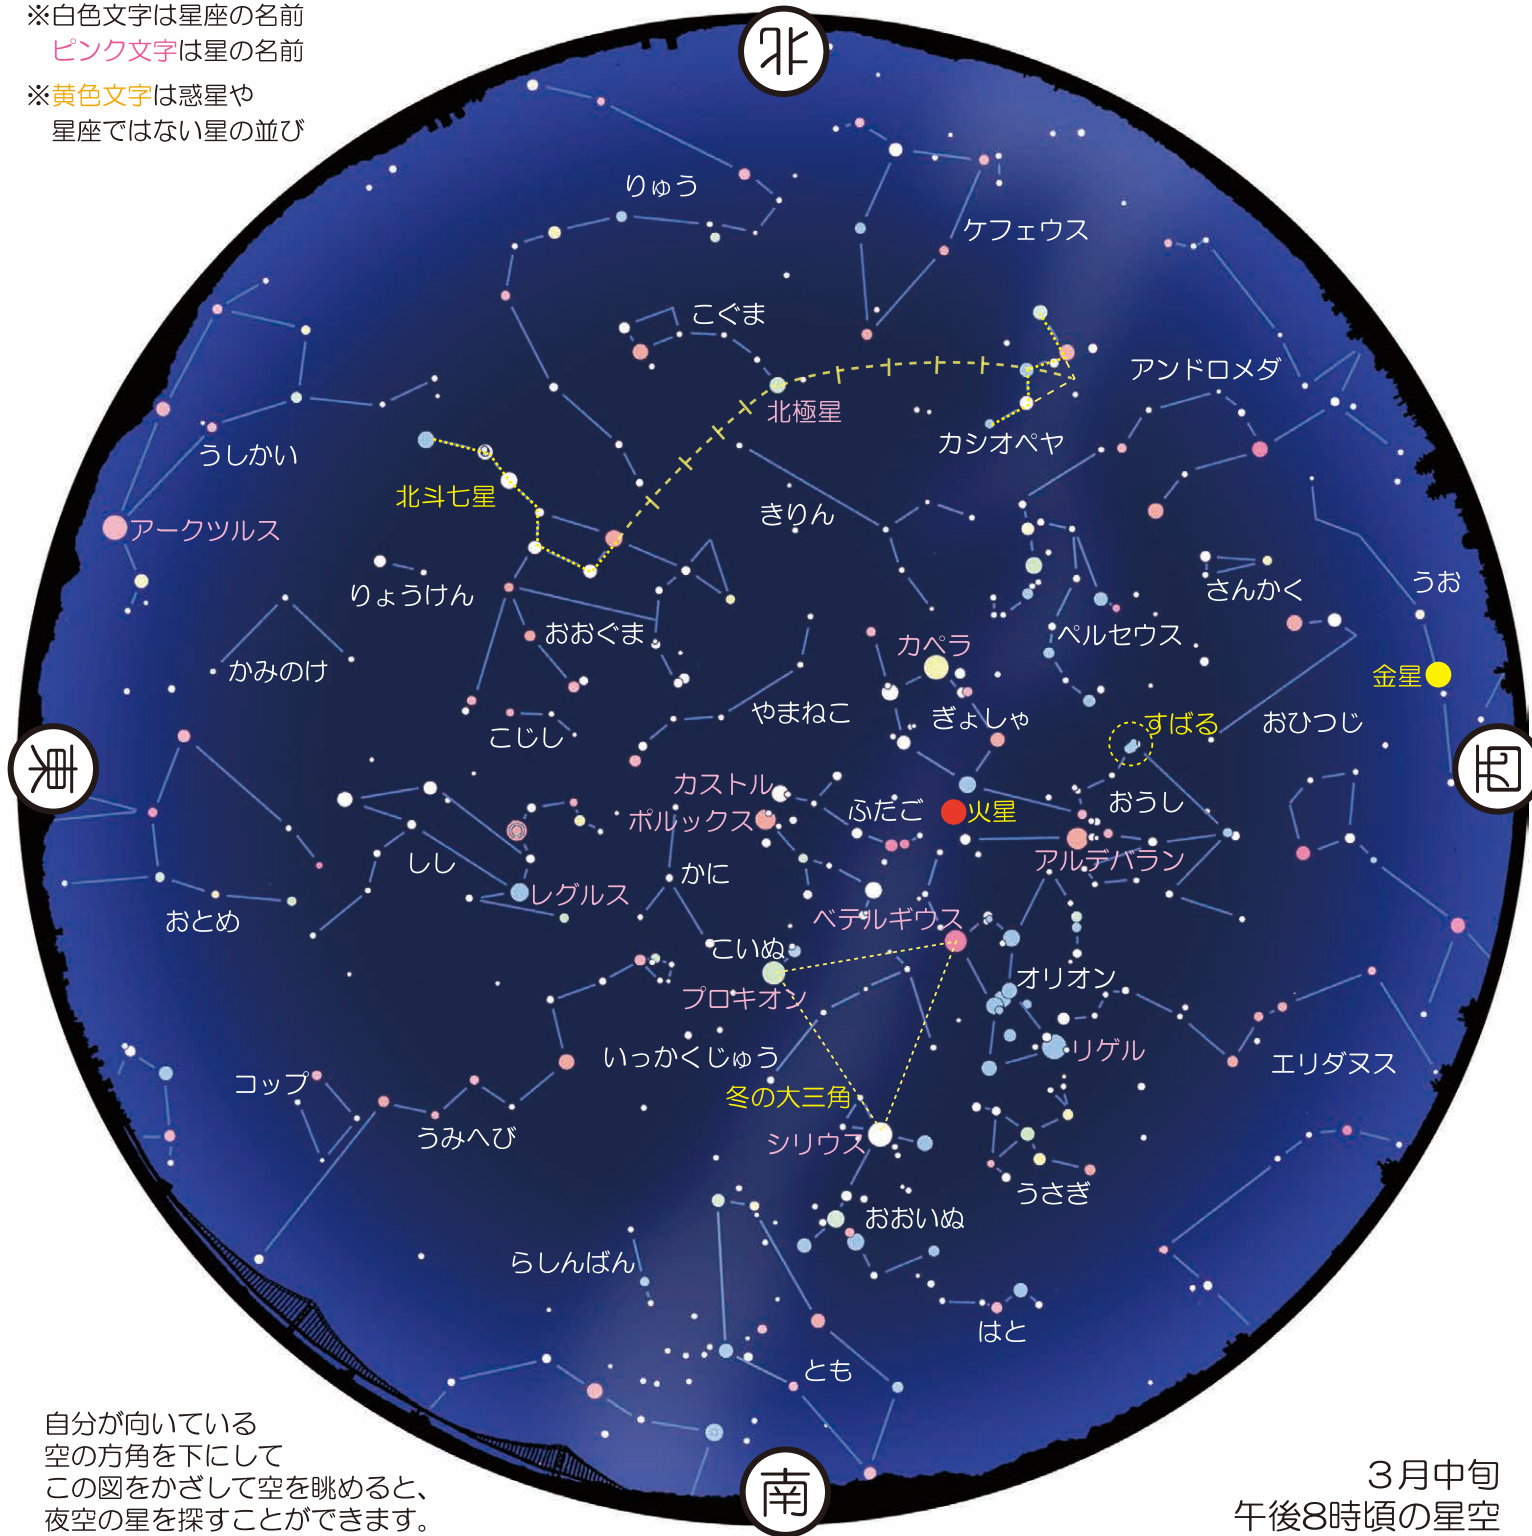 ※白色文字は星座の名前
ピンク文字は星の名前
※黄色文字は惑星や
星座ではない星の並び
北
りゅう
ケフェウス
こぐま
アンドロメダ
北極星
カシオペヤ
うしかい
北斗七星
きりん
アークツルス
りょうけん
さんかく
うお
おおぐま
ペルセウス
カペラ
かみのけ
金星
やまねこ
ぎょしゃ
すばる
おひつじ
こじし
東
西
カストル
ふたご
火星
おうし
ポルックス
しし
かに
アルデバラン
レグルス
おとめ
ベテルギウス
こいぬ
オリオン
プロキオン
いっかくじゅう
リゲル
エリダヌス
コップ
冬の大三角
うみへび
シリウス
うさぎ
おおいぬ
らしんばん
はと
とも
自分が向いている
空の方角を下にして
この図をかざして空を眺めると、
夜空の星を探すことができます。
南
3月中旬
午後8時頃の星空